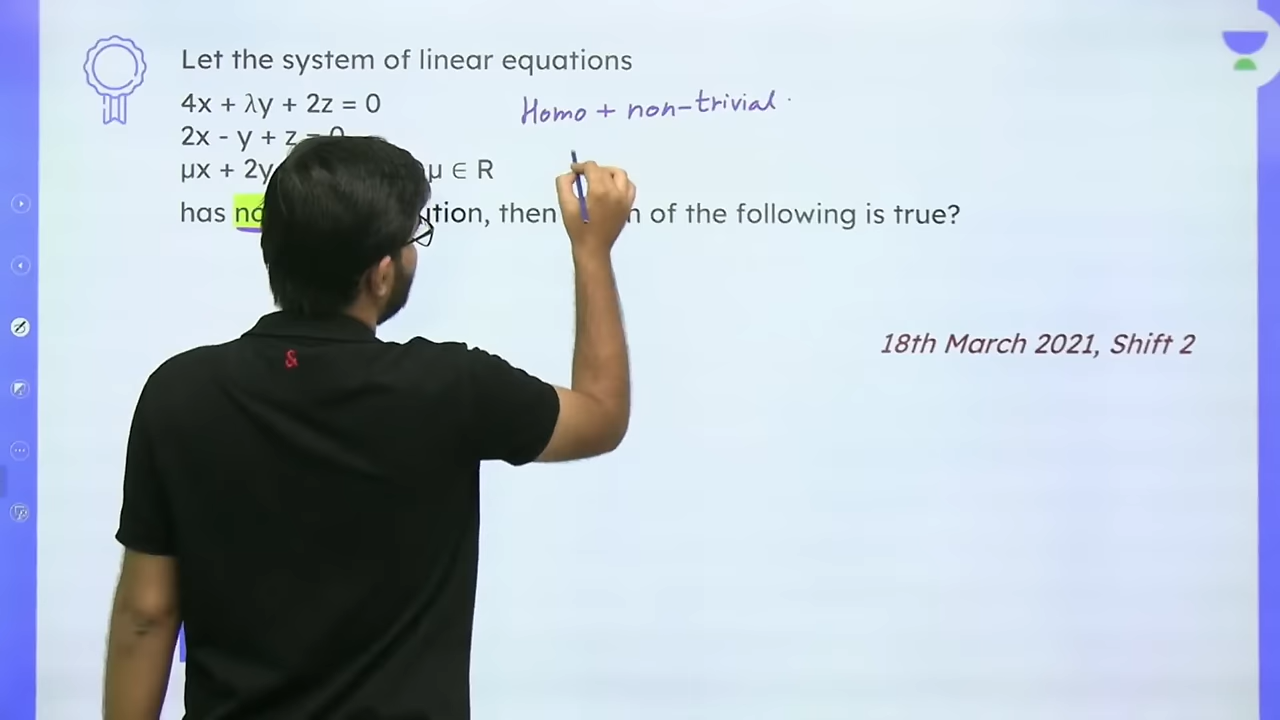 Let the system of linear equations
4x + λy + 2z = 0
Homo + non-trivial
2x - y + z = 0
μx + 2y μ ∈ R
has then of the following is true?
18th March 2021, Shift 2
&